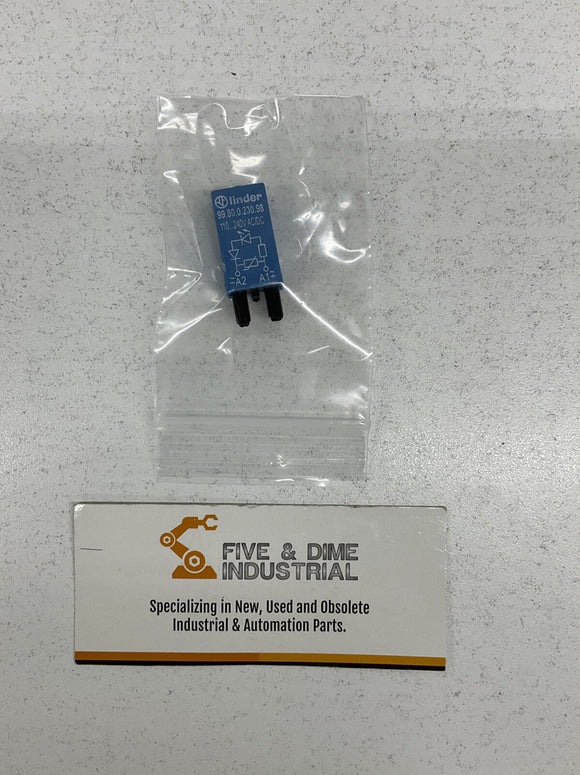 finder
99.80.0.230.98
110...240V AC/DC
-A2 A1+
FIVE & DIME
INDUSTRIAL
Specializing in New, Used and Obsolete
Industrial & Automation Parts.